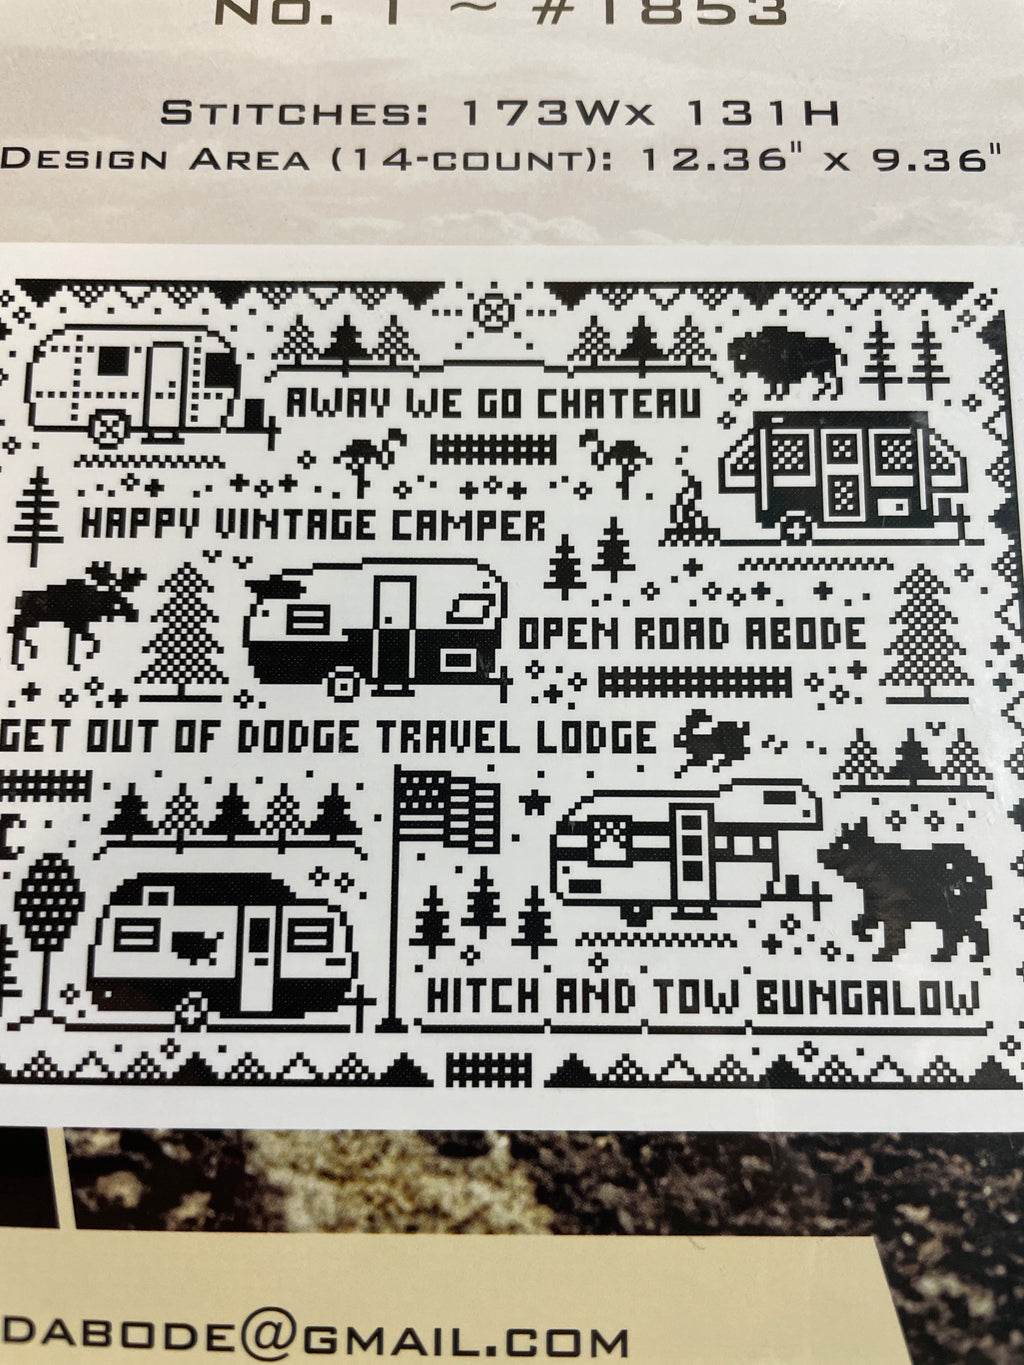 No. 1 ~ #1853
STITCHES: 173Wx 131H
DESIGN AREA (14-COUNT): 12.36" x 9.36"
AWAY WE GO CHATEAU
HAPPY VINTAGE CAMPER
OPEN ROAD ABODE
GET OUT OF DODGE TRAVEL LODGE
HITCH AND TOW BUNGALOW
DABODE@GMAIL.COM